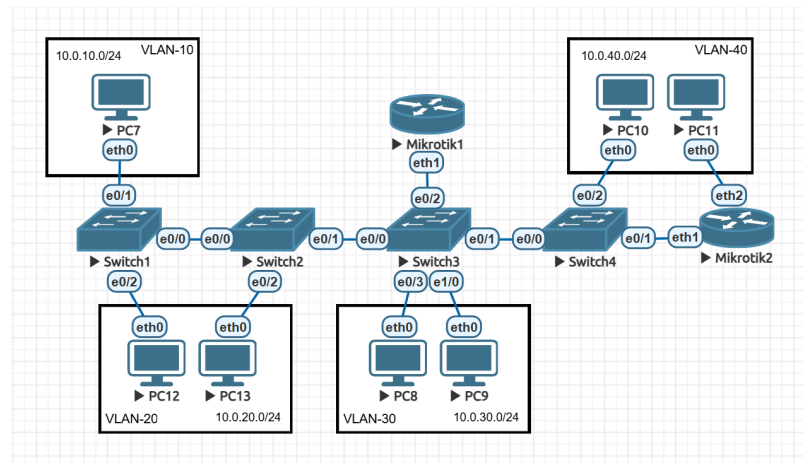 10.0.10.0/24 VLAN-10
10.0.40.0/24 VLAN-40
PC7
eth0
Mikrotik1
eth1
PC10 PC11
eth0 eth0
e0/1
e0/2
e0/2 eth2
e0/0 e0/0 e0/1 e0/0 e0/1 e0/0 e0/1 eth1
Switch1 Switch2 Switch3 Switch4 Mikrotik2
e0/2 e0/2 e0/3 e1/0
eth0 eth0 eth0 eth0
PC12 PC13 PC8 PC9
VLAN-20 10.0.20.0/24 VLAN-30 10.0.30.0/24